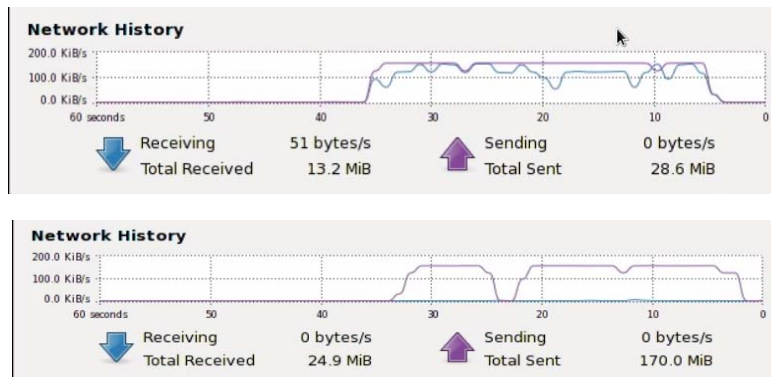 Network History
200.0 KiB/s
100.0 KiB/s
0.0 KiB/s
60 seconds 50 40 30 20 10 0
Receiving 51 bytes/s Sending 0 bytes/s
Total Received 13.2 MiB Total Sent 28.6 MiB
Network History
200.0 KiB/s
100.0 KiB/s
0.0 KiB/s
60 seconds 50 40 30 20 10 0
Receiving 0 bytes/s Sending 0 bytes/s
Total Received 24.9 MiB Total Sent 170.0 MiB